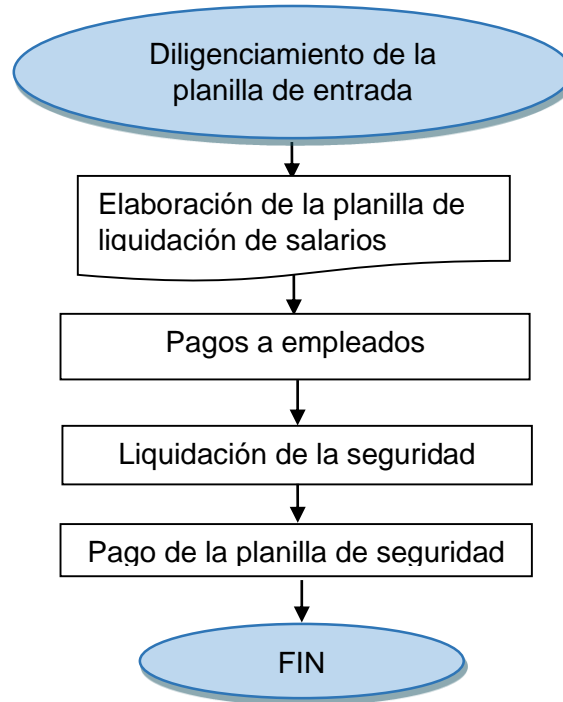 Diligenciamiento de la
planilla de entrada
Elaboración de la planilla de
liquidación de salarios
Pagos a empleados
Liquidación de la seguridad
Pago de la planilla de seguridad
FIN